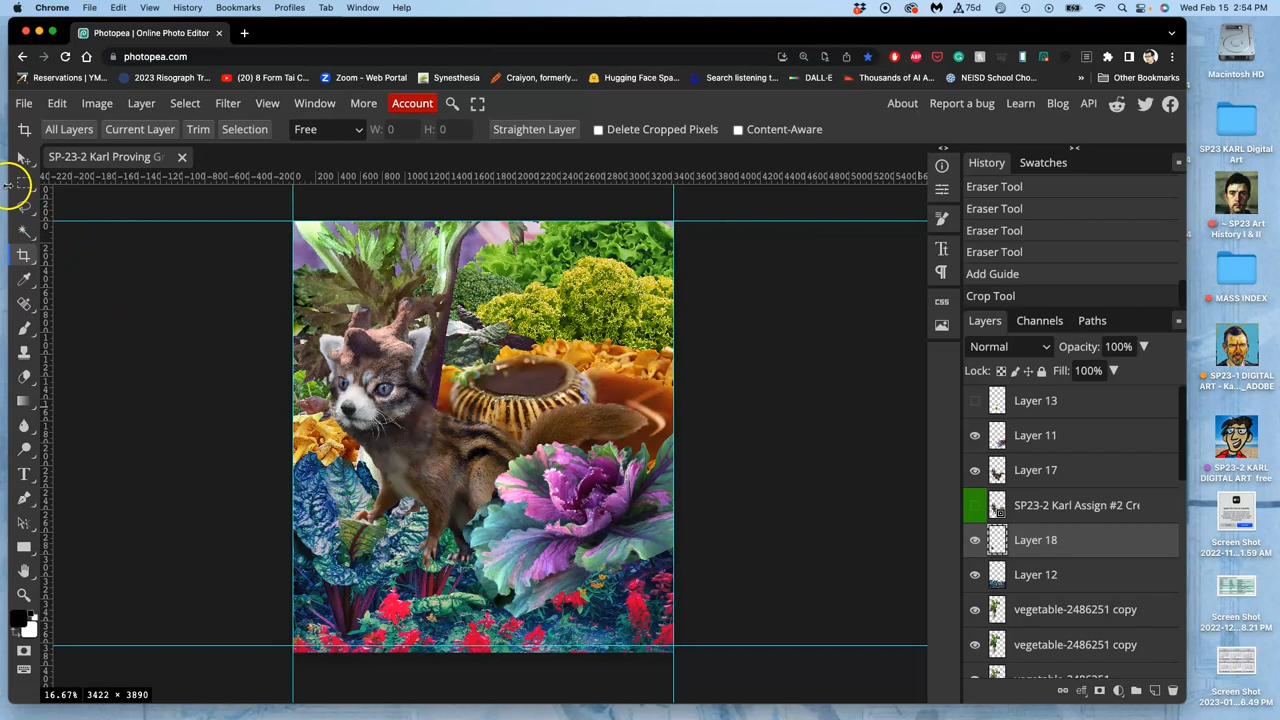 Chrome File Edit View History Bookmarks Profiles Tab Window Help 75d Wed Feb 15 2:54 PM
Photopea | Online Photo Editor
photopea.com
Reservations | YM... 2023 Risograph Tr... (20) 8 Form Tai C... Zoom - Web Portal Synesthesia Craiyon, formerly... Hugging Face Spa... Search listening t... DALL·E Thousands of AI A... NEISD School Cho... » Other Bookmarks
File Edit Image Layer Select Filter View Window More Account About Report a bug Learn Blog API
All Layers Current Layer Trim Selection Free W: 0 H: 0 Straighten Layer Delete Cropped Pixels Content-Aware
SP-23-2 Karl Proving Gr
History Swatches
Eraser Tool
Eraser Tool
Eraser Tool
Eraser Tool
Add Guide
Crop Tool
Layers Channels Paths
Normal Opacity: 100%
Lock: Fill: 100%
Layer 13
Layer 11
Layer 17
SP23-2 Karl Assign #2 Cre
Layer 18
Layer 12
vegetable-2486251 copy
vegetable-2486251 copy
16.67% 3422 × 3890
CSS
Macintosh HD
SP23 KARL Digital
Art
~ SP23 Art
History I & II
MASS INDEX
SP23-1 DIGITAL
ART - Ka..._ADOBE
SP23-2 KARL
DIGITAL ART free
Screen Shot
2022-11...1.59 AM
Screen Shot
2022-12...8.21 PM
Screen Shot
2023-01...6.49 PM